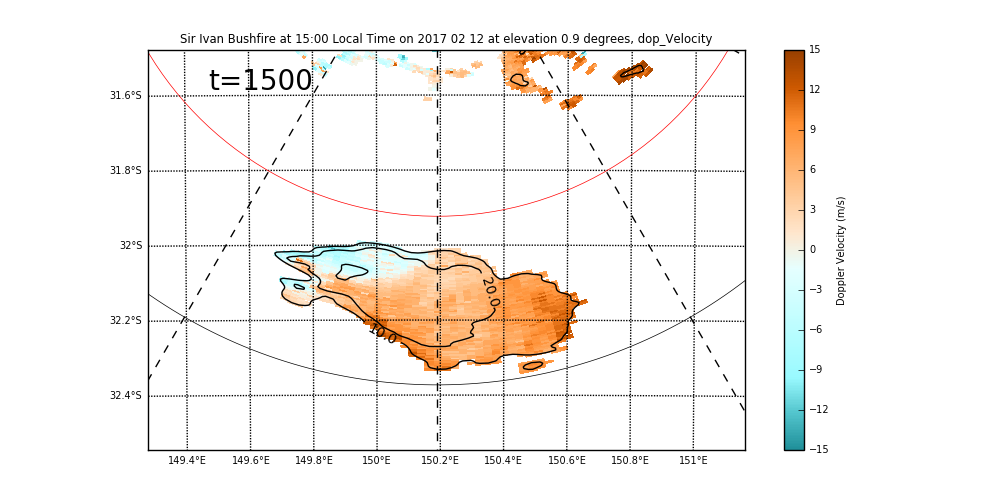 Sir Ivan Bushfire at 15:00 Local Time on 2017 02 12 at elevation 0.9 degrees, dop_Velocity
t=1500
31.6°S
31.8°S
32°S
32.2°S
32.4°S
20.0
10.0
149.4°E 149.6°E 149.8°E 150°E 150.2°E 150.4°E 150.6°E 150.8°E 151°E
15
12
9
6
3
0
−3
−6
−9
−12
−15
Doppler Velocity (m/s)